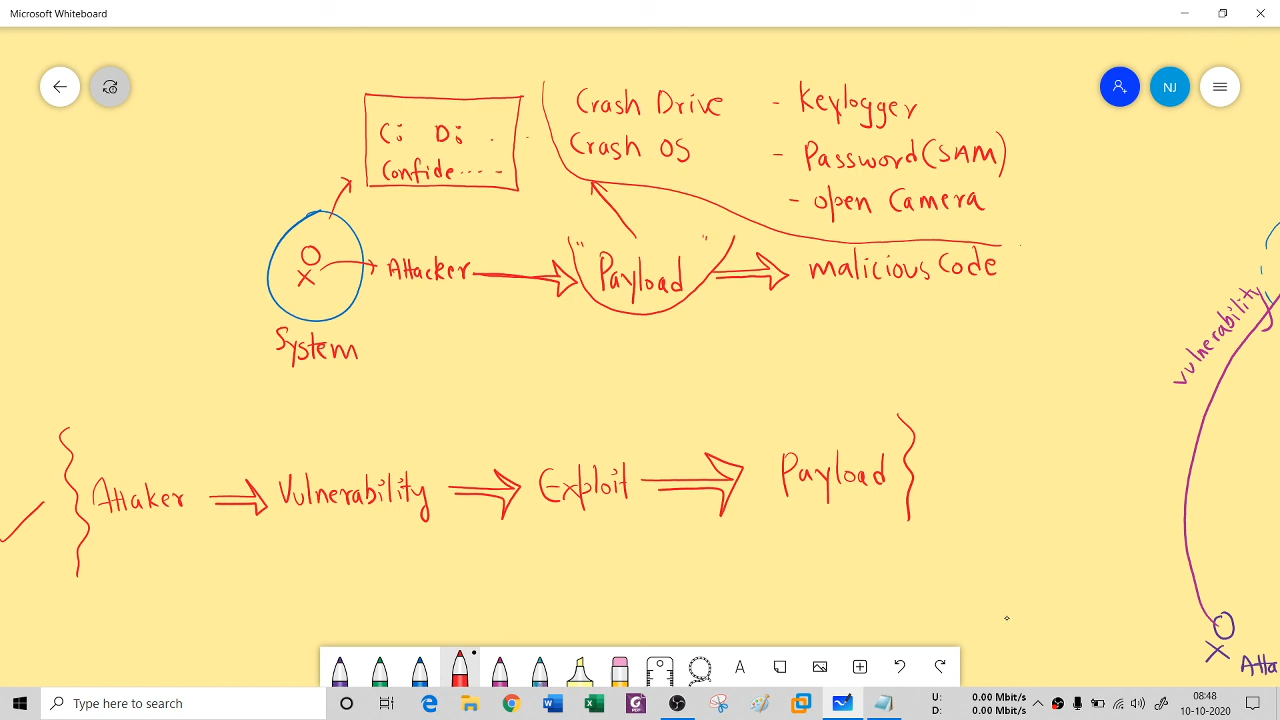 Microsoft Whiteboard
NJ
C: D:
Confide.....
Crash Drive
Crash OS
- Keylogger
- Password (SAM)
- open Camera
Attacker
"Payload"
malicious Code
System
vulnerability
Attaker
Vulnerability
Exploit
Payload
Atta
A
Type here to search
U: 0.00 Mbit/s
D: 0.00 Mbit/s
08:48
10-10-2020